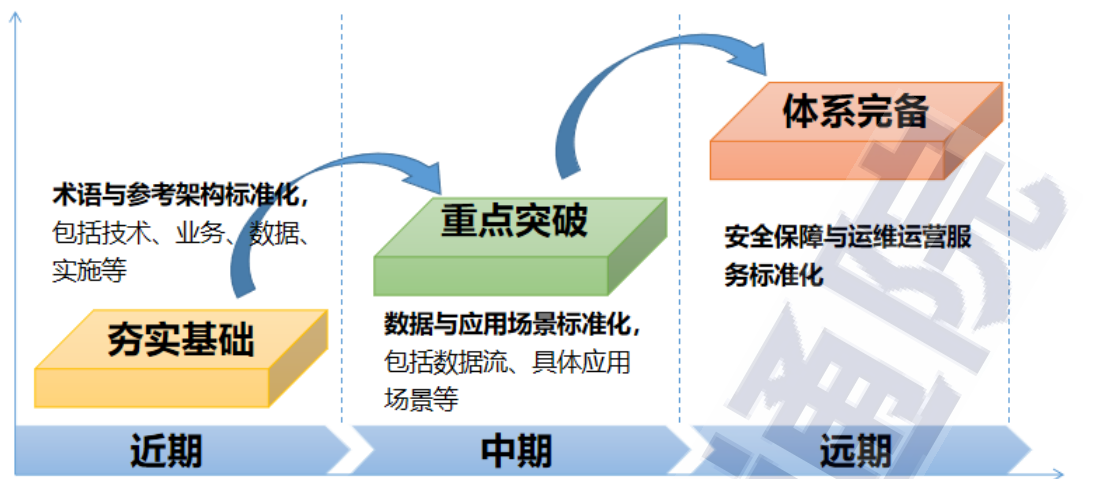 体系完备
术语与参考架构标准化，
包括技术、业务、数据、
实施等
重点突破
安全保障与运维运营服
务标准化
夯实基础
数据与应用场景标准化，
包括数据流、具体应用
场景等
近期
中期
远期
通院